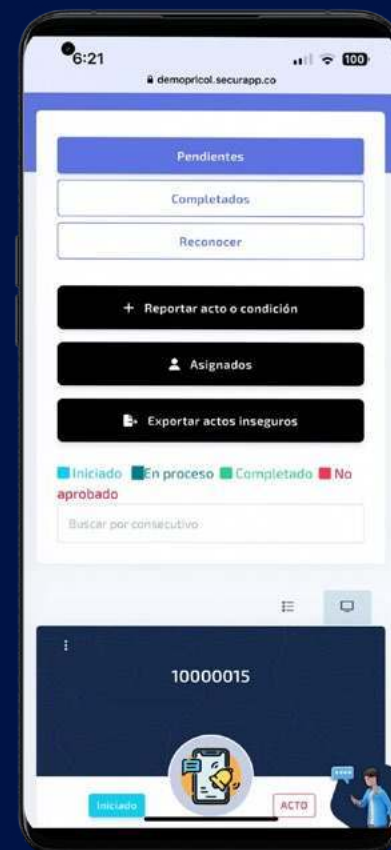 6:21
100
demopricol.securapp.co
Pendientes
Completados
Reconocer
+ Reportar acto o condición
Asignados
Exportar actos inseguros
Iniciado En proceso Completado No
aprobado
Buscar por consecutivo
10000015
Iniciado
ACTO